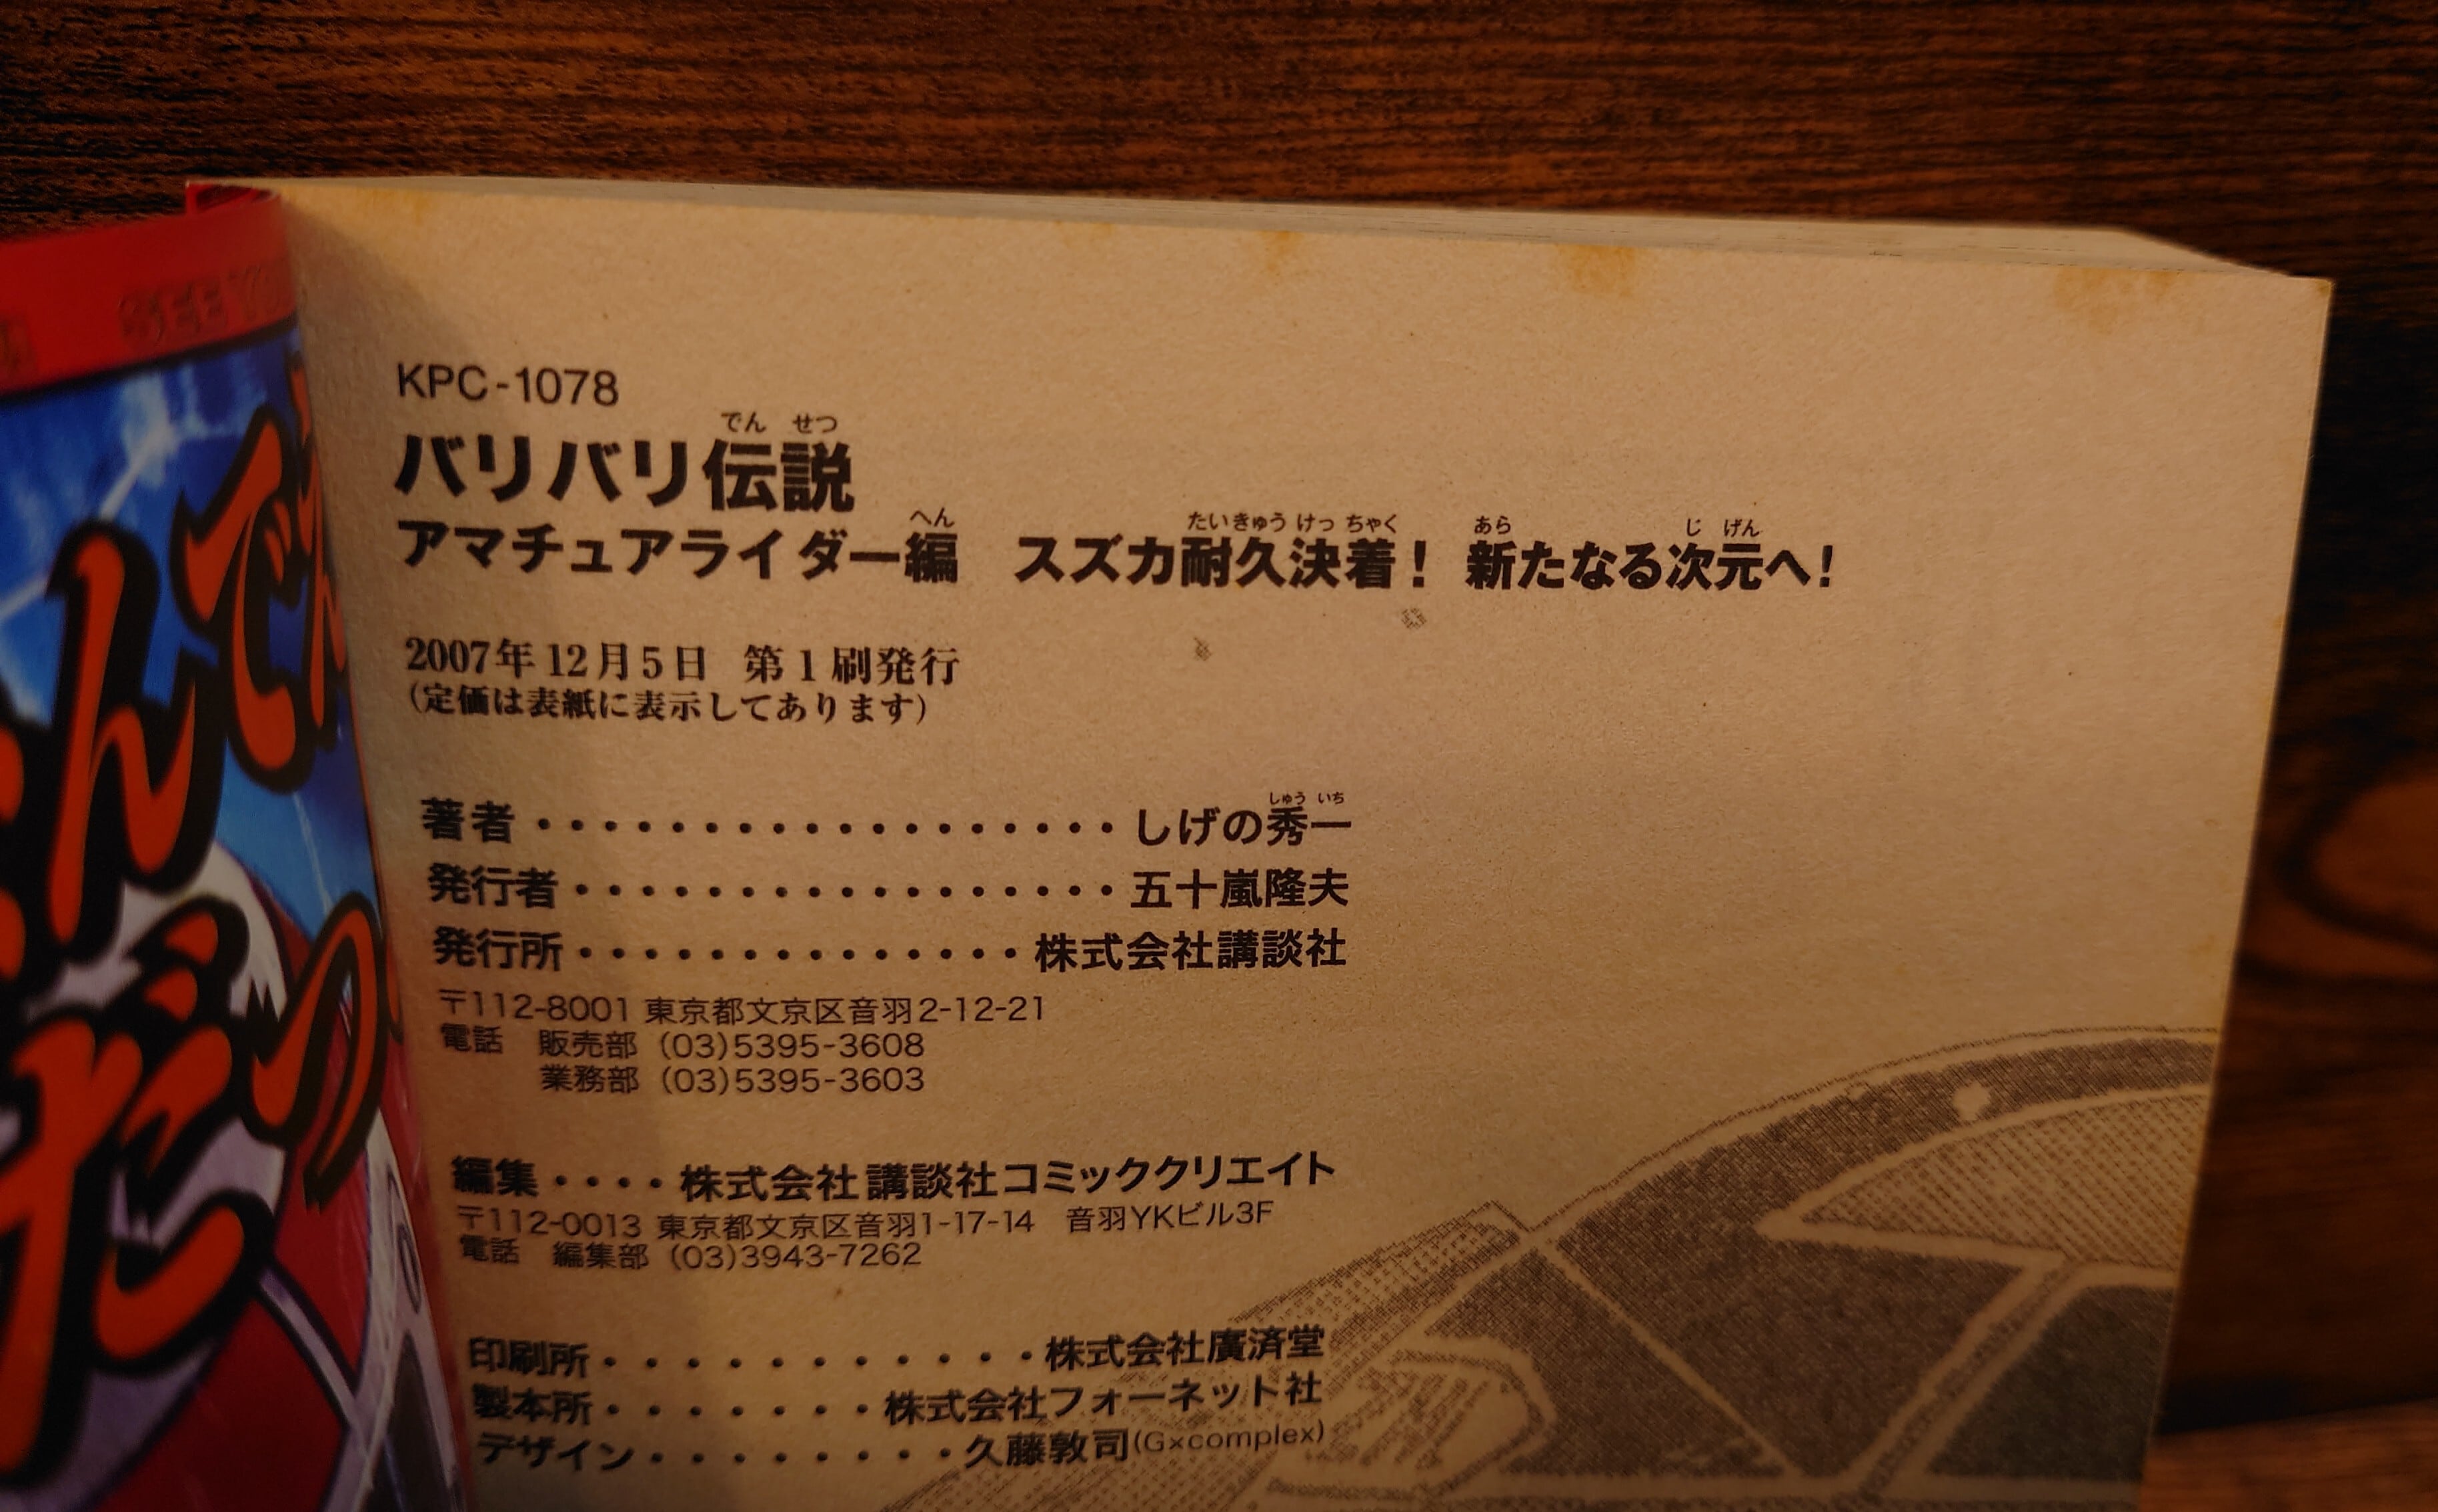 KPC-1078
でん せつ
バリバリ伝説
へん たいきゅう けっ ちゃく あら じ げん
アマチュアライダー編 スズカ耐久決着! 新たなる次元へ!
2007年12月5日 第1刷発行
(定価は表紙に表示してあります)
しゅう いち
著者・・・・・・・・・・・・・・・・・・しげの秀一
発行者・・・・・・・・・・・・・・・・・五十嵐隆夫
発行所・・・・・・・・・・・・・・株式会社講談社
〒112-8001 東京都文京区音羽2-12-21
電話 販売部 (03)5395-3608
業務部 (03)5395-3603
編集・・・・株式会社講談社コミッククリエイト
〒112-0013 東京都文京区音羽1-17-14 音羽YKビル3F
電話 編集部 (03)3943-7262
印刷所・・・・・・・・・・・・・株式会社廣済堂
製本所・・・・・・・・株式会社フォーネット社
デザイン・・・・・・・・・久藤敦司(G×complex)